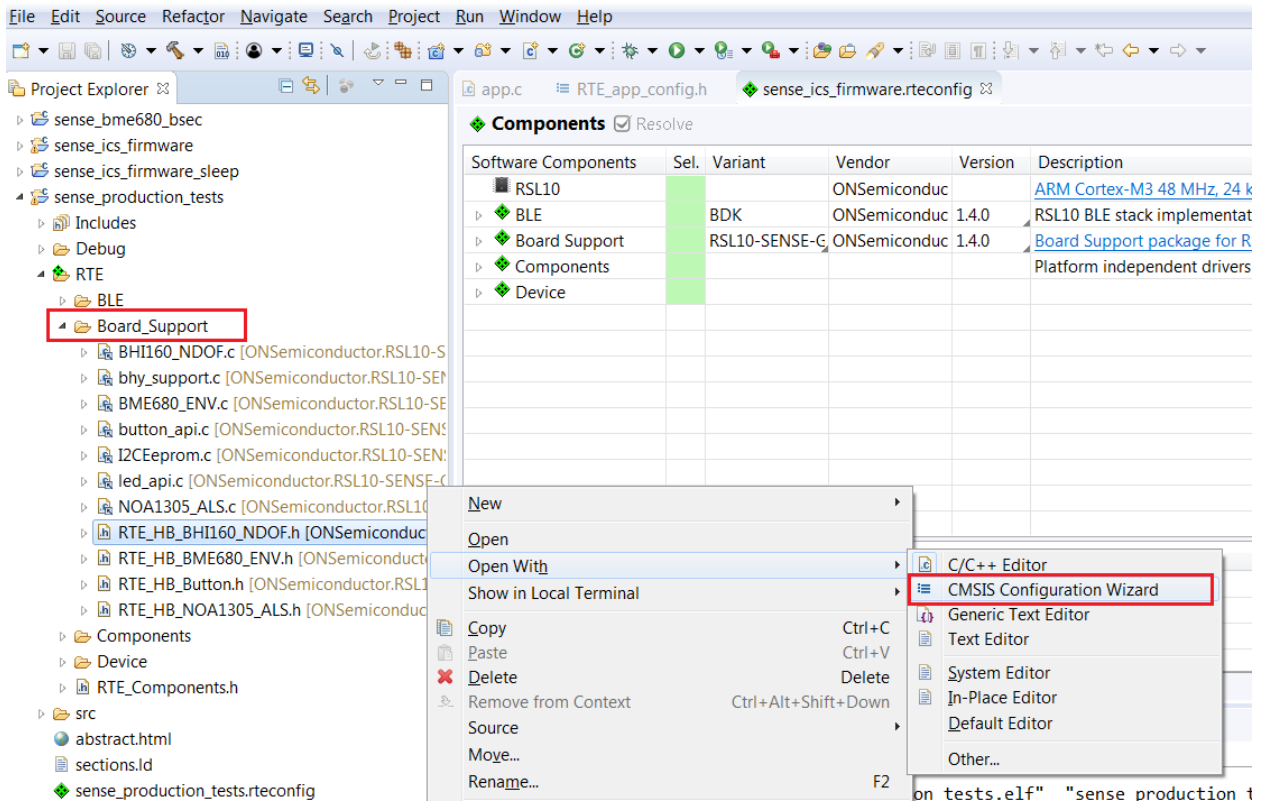 File Edit Source Refactor Navigate Search Project Run Window Help
Project Explorer
sense_bme680_bsec
sense_ics_firmware
sense_ics_firmware_sleep
sense_production_tests
Includes
Debug
RTE
BLE
Board_Support
BHI160_NDOF.c [ONSemiconductor.RSL10-S
bhy_support.c [ONSemiconductor.RSL10-SEN
BME680_ENV.c [ONSemiconductor.RSL10-SE
button_api.c [ONSemiconductor.RSL10-SENS
I2CEeprom.c [ONSemiconductor.RSL10-SEN
led_api.c [ONSemiconductor.RSL10-SENSE-G
NOA1305_ALS.c [ONSemiconductor.RSL10
RTE_HB_BHI160_NDOF.h [ONSemiconduc
RTE_HB_BME680_ENV.h [ONSemiconduct
RTE_HB_Button.h [ONSemiconductor.RSL1
RTE_HB_NOA1305_ALS.h [ONSemiconduc
Components
Device
RTE_Components.h
src
abstract.html
sections.ld
sense_production_tests.rteconfig
app.c RTE_app_config.h sense_ics_firmware.rteconfig
Components Resolve
Software Components Sel. Variant Vendor Version Description
RSL10 ONSemiconduc ARM Cortex-M3 48 MHz, 24 k
BLE BDK ONSemiconduc 1.4.0 RSL10 BLE stack implementat
Board Support RSL10-SENSE-G ONSemiconduc 1.4.0 Board Support package for R
Components Platform independent drivers
Device
New
Open
Open With
Show in Local Terminal
Copy Ctrl+C
Paste Ctrl+V
Delete Delete
Remove from Context Ctrl+Alt+Shift+Down
Source
Move...
Rename... F2
C/C++ Editor
CMSIS Configuration Wizard
Generic Text Editor
Text Editor
System Editor
In-Place Editor
Default Editor
Other...
on tests.elf" "sense production t